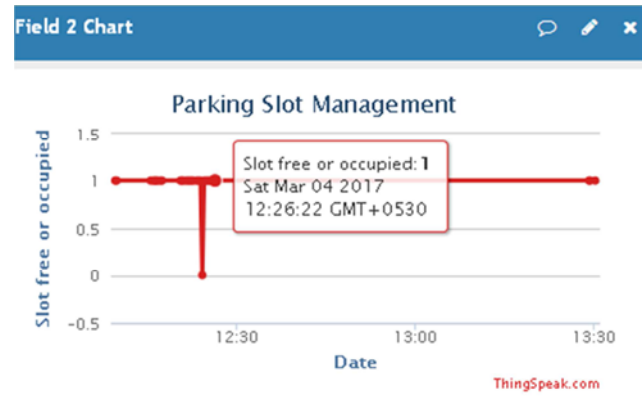 Field 2 Chart
Parking Slot Management
Slot free or occupied
1.5
1
0.5
0
-0.5
Slot free or occupied: 1
Sat Mar 04 2017
12:26:22 GMT+0530
12:30 13:00 13:30
Date
ThingSpeak.com